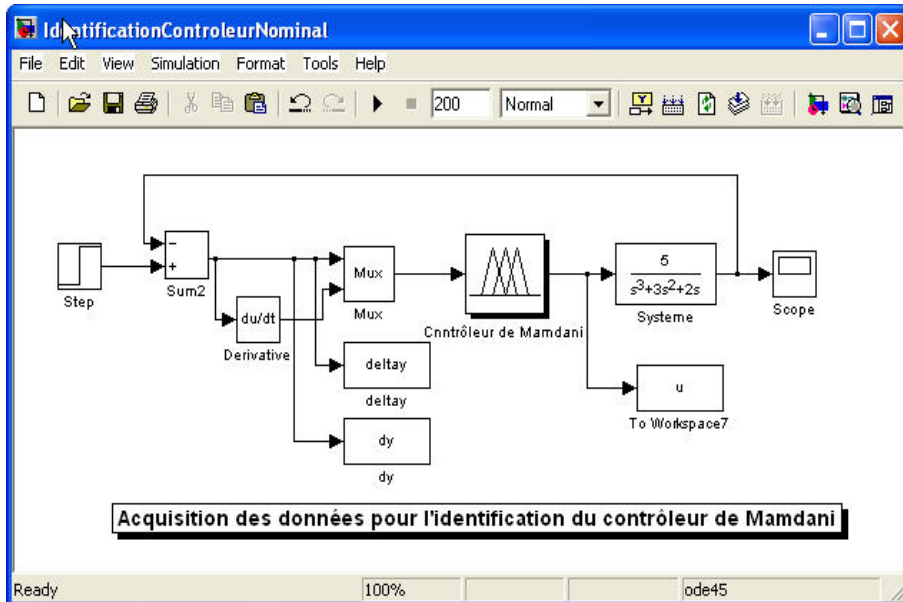 IdentificationControleurNominal
File Edit View Simulation Format Tools Help
200 Normal
Step
−
+
Sum2
du/dt
Derivative
Mux
Mux
Cnntrôleur de Mamdani
5
s³+3s²+2s
Systeme
Scope
deltay
deltay
dy
dy
u
To Workspace7
Acquisition des données pour l'identification du contrôleur de Mamdani
Ready 100% ode45